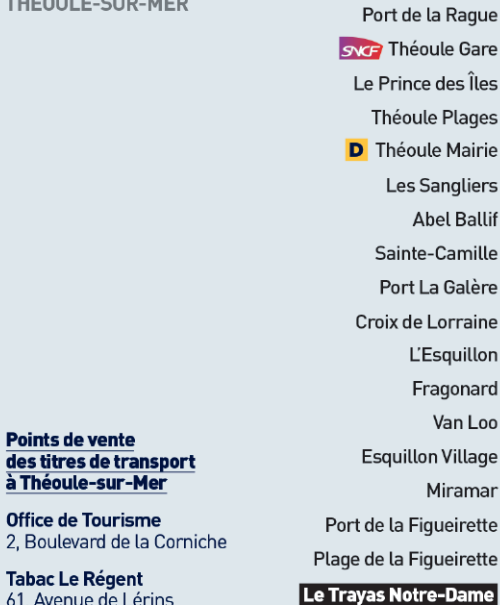 THÉOULE-SUR-MER
Port de la Rague
SNCF Théoule Gare
Le Prince des Îles
Théoule Plages
D Théoule Mairie
Les Sangliers
Abel Ballif
Sainte-Camille
Port La Galère
Croix de Lorraine
L'Esquillon
Fragonard
Van Loo
Esquillon Village
Miramar
Port de la Figueirette
Plage de la Figueirette
Le Trayas Notre-Dame
Points de vente
des titres de transport
à Théoule-sur-Mer
Office de Tourisme
2, Boulevard de la Corniche
Tabac Le Régent
61, Avenue de Lérins